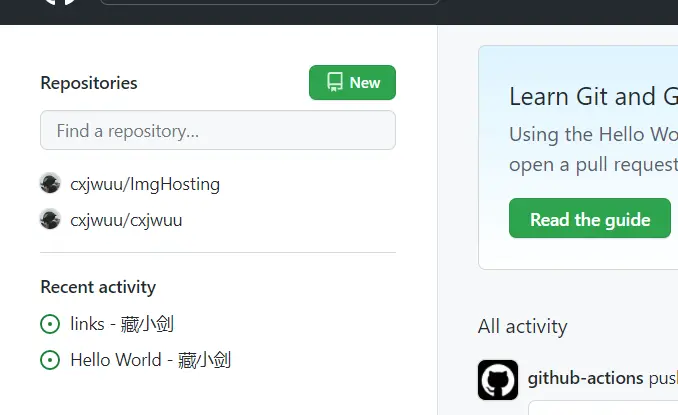 Repositories
New
Find a repository...
cxjwuu/ImgHosting
cxjwuu/cxjwuu
Recent activity
links - 藏小剑
Hello World - 藏小剑
Learn Git and G
Using the Hello Wo
open a pull request
Read the guide
All activity
github-actions pus